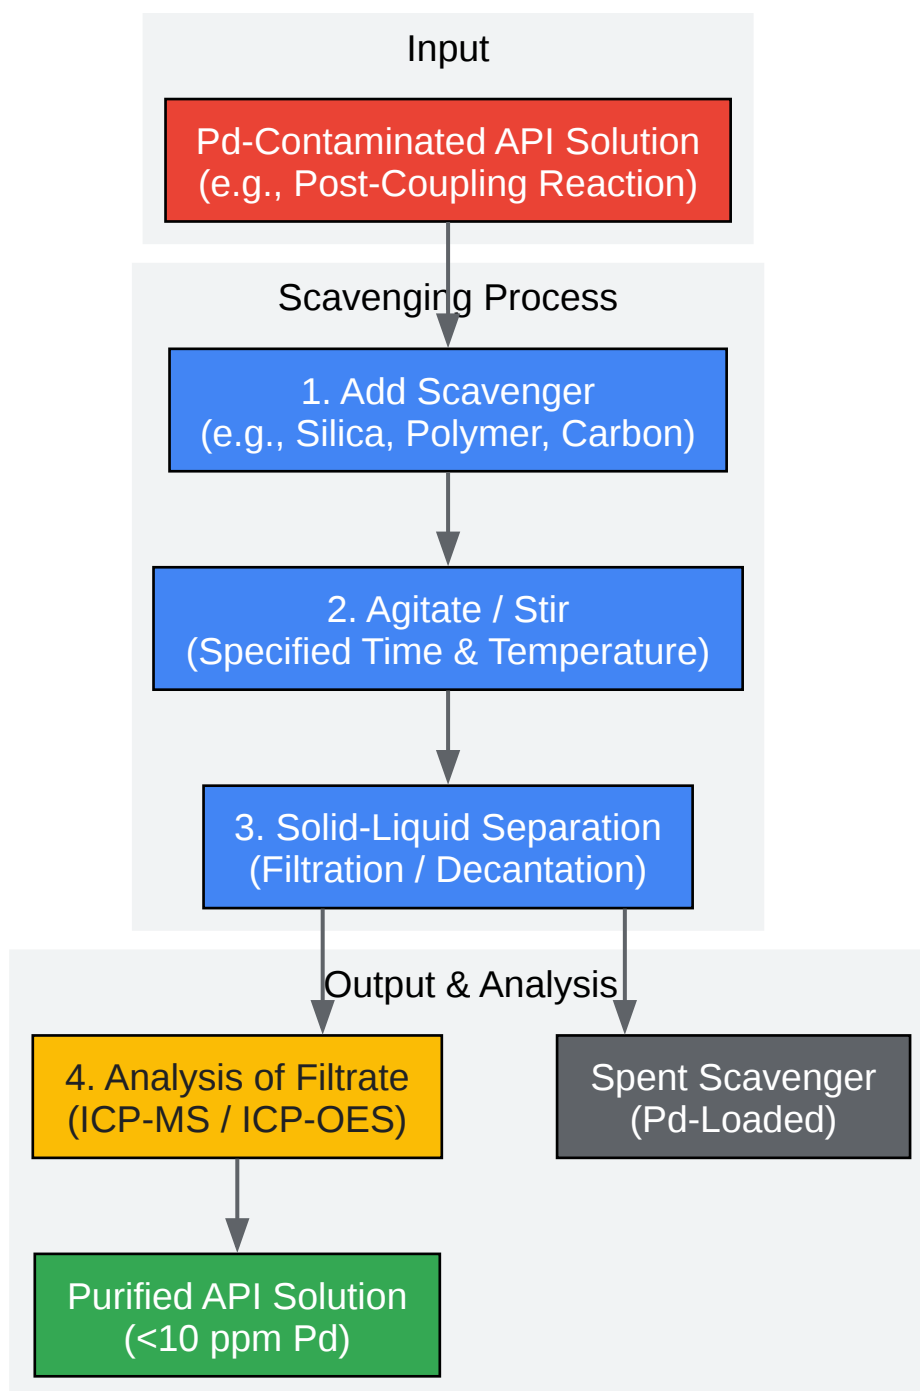 Input
Pd-Contaminated API Solution
(e.g., Post-Coupling Reaction)
Scavenging Process
1. Add Scavenger
(e.g., Silica, Polymer, Carbon)
2. Agitate / Stir
(Specified Time & Temperature)
3. Solid-Liquid Separation
(Filtration / Decantation)
Output & Analysis
4. Analysis of Filtrate
(ICP-MS / ICP-OES)
Spent Scavenger
(Pd-Loaded)
Purified API Solution
(<10 ppm Pd)